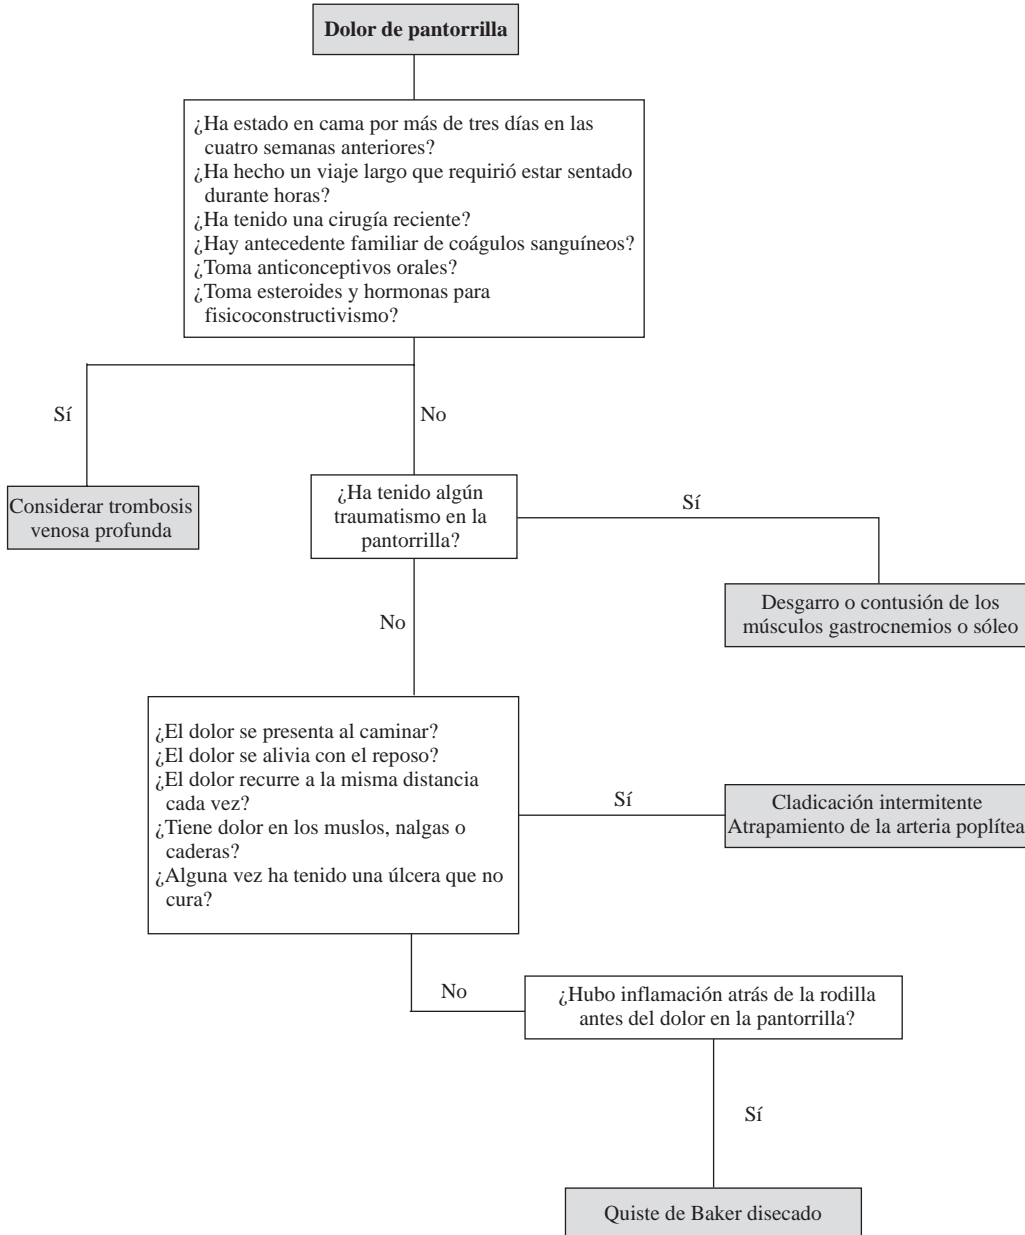 Dolor de pantorrilla
¿Ha estado en cama por más de tres días en las
cuatro semanas anteriores?
¿Ha hecho un viaje largo que requirió estar sentado
durante horas?
¿Ha tenido una cirugía reciente?
¿Hay antecedente familiar de coágulos sanguíneos?
¿Toma anticonceptivos orales?
¿Toma esteroides y hormonas para
fisicoconstructivismo?
Sí
No
Considerar trombosis
venosa profunda
¿Ha tenido algún
traumatismo en la
pantorrilla?
Sí
Desgarro o contusión de los
músculos gastrocnemios o sóleo
No
¿El dolor se presenta al caminar?
¿El dolor se alivia con el reposo?
¿El dolor recurre a la misma distancia
cada vez?
¿Tiene dolor en los muslos, nalgas o
caderas?
¿Alguna vez ha tenido una úlcera que no
cura?
Sí
Cladicación intermitente
Atrapamiento de la arteria poplítea
No
¿Hubo inflamación atrás de la rodilla
antes del dolor en la pantorrilla?
Sí
Quiste de Baker disecado